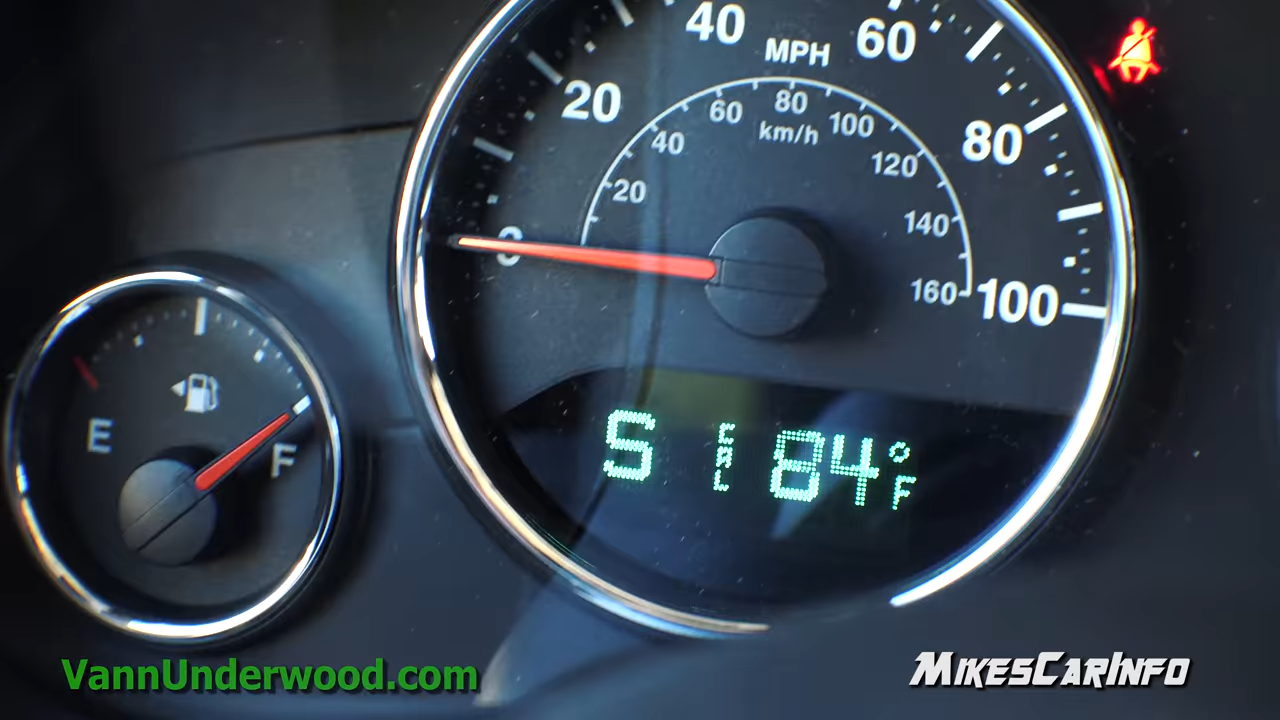 40 MPH 60
20 80
60 80 100
40 km/h 120
20 140
0 160 100
E F
S CAL 84°F
VannUnderwood.com
MIKESCARINFO